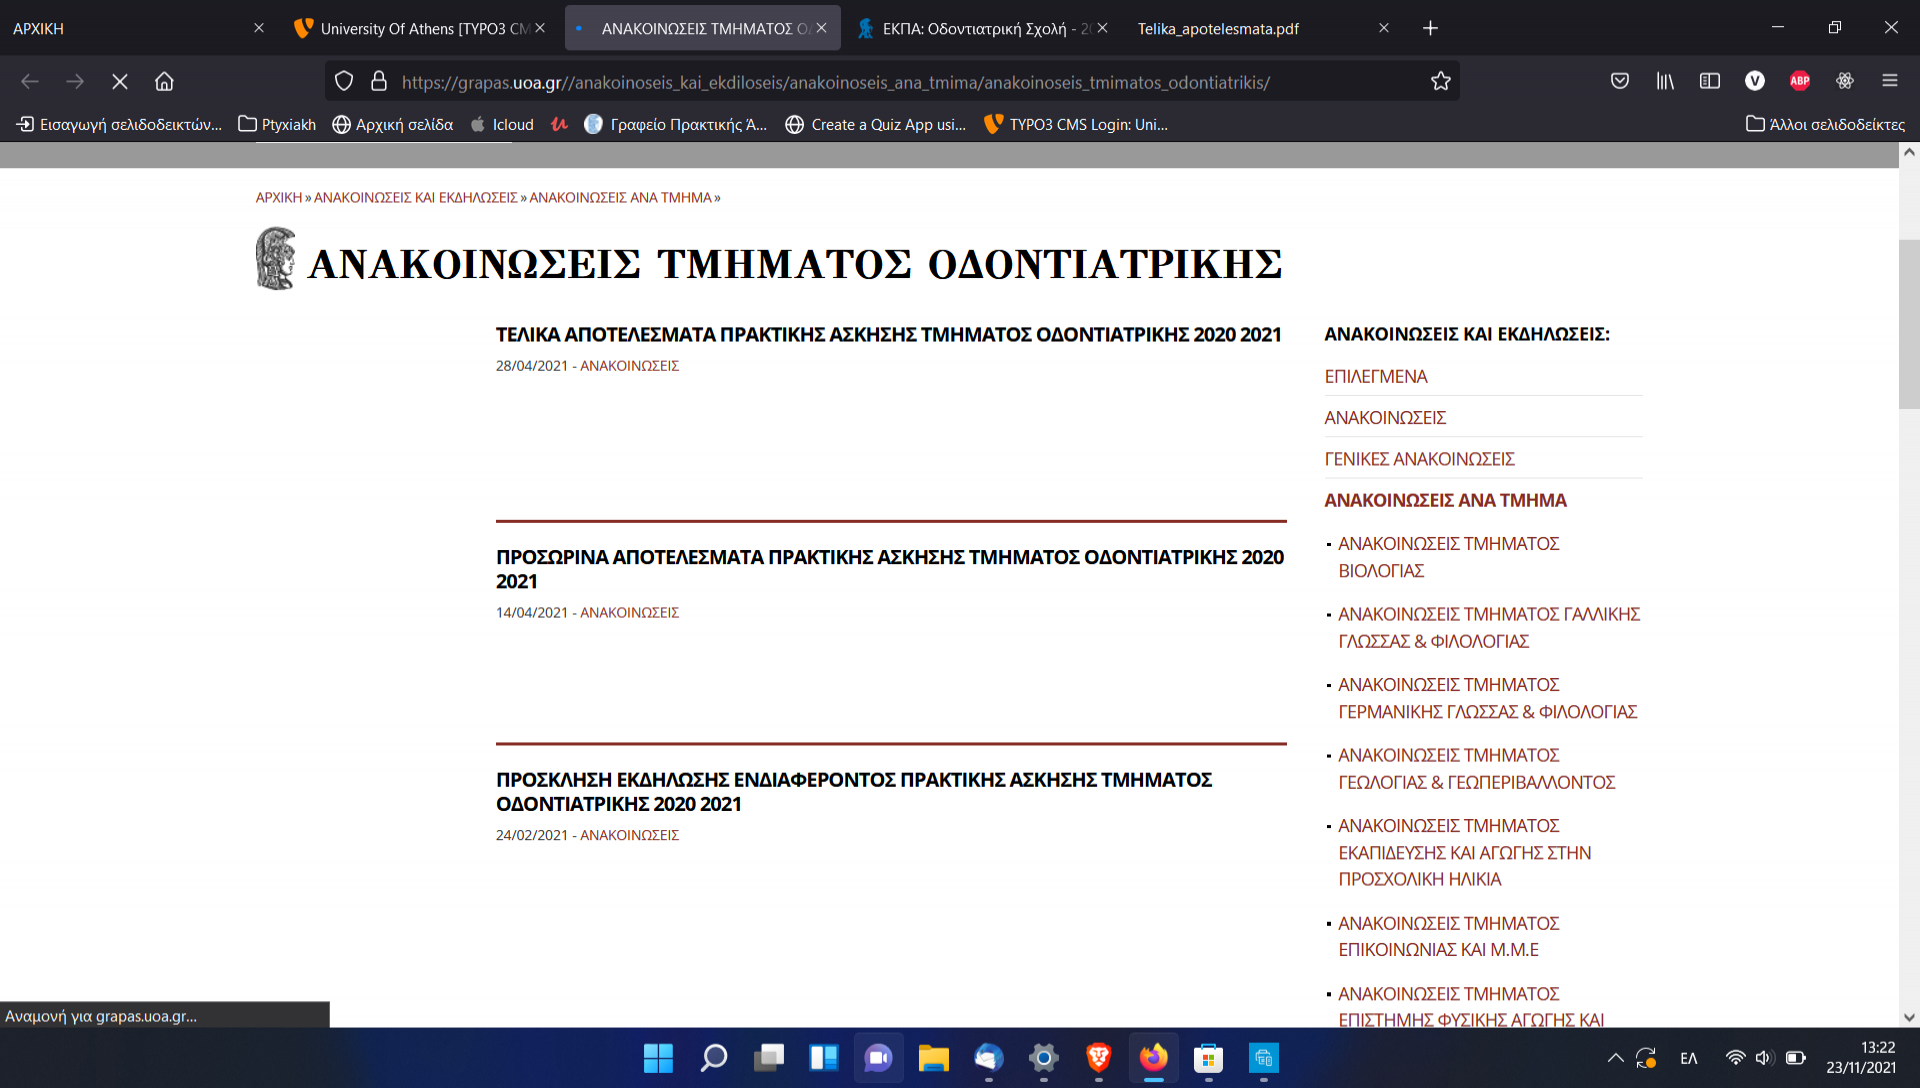 ΑΡΧΙΚΗ
University Of Athens [TYPO3 CM
ΑΝΑΚΟΙΝΩΣΕΙΣ ΤΜΗΜΑΤΟΣ ΟΔ
ΕΚΠΑ: Οδοντιατρική Σχολή - 20
Telika_apotelesmata.pdf
https://grapas.uoa.gr//anakoinoseis_kai_ekdiloseis/anakoinoseis_ana_tmima/anakoinoseis_tmimatos_odontiatrikis/
V
ABP
Εισαγωγή σελιδοδεικτών...
Ptyxiakh
Αρχική σελίδα
Icloud
Γραφείο Πρακτικής Ά...
Create a Quiz App usi...
TYPO3 CMS Login: Uni...
Άλλοι σελιδοδείκτες
ΑΡΧΙΚΗ » ΑΝΑΚΟΙΝΩΣΕΙΣ ΚΑΙ ΕΚΔΗΛΩΣΕΙΣ » ΑΝΑΚΟΙΝΩΣΕΙΣ ΑΝΑ ΤΜΗΜΑ »
ΑΝΑΚΟΙΝΩΣΕΙΣ ΤΜΗΜΑΤΟΣ ΟΔΟΝΤΙΑΤΡΙΚΗΣ
ΤΕΛΙΚΑ ΑΠΟΤΕΛΕΣΜΑΤΑ ΠΡΑΚΤΙΚΗΣ ΑΣΚΗΣΗΣ ΤΜΗΜΑΤΟΣ ΟΔΟΝΤΙΑΤΡΙΚΗΣ 2020 2021
28/04/2021 - ΑΝΑΚΟΙΝΩΣΕΙΣ
ΠΡΟΣΩΡΙΝΑ ΑΠΟΤΕΛΕΣΜΑΤΑ ΠΡΑΚΤΙΚΗΣ ΑΣΚΗΣΗΣ ΤΜΗΜΑΤΟΣ ΟΔΟΝΤΙΑΤΡΙΚΗΣ 2020
2021
14/04/2021 - ΑΝΑΚΟΙΝΩΣΕΙΣ
ΠΡΟΣΚΛΗΣΗ ΕΚΔΗΛΩΣΗΣ ΕΝΔΙΑΦΕΡΟΝΤΟΣ ΠΡΑΚΤΙΚΗΣ ΑΣΚΗΣΗΣ ΤΜΗΜΑΤΟΣ
ΟΔΟΝΤΙΑΤΡΙΚΗΣ 2020 2021
24/02/2021 - ΑΝΑΚΟΙΝΩΣΕΙΣ
ΑΝΑΚΟΙΝΩΣΕΙΣ ΚΑΙ ΕΚΔΗΛΩΣΕΙΣ:
ΕΠΙΛΕΓΜΕΝΑ
ΑΝΑΚΟΙΝΩΣΕΙΣ
ΓΕΝΙΚΕΣ ΑΝΑΚΟΙΝΩΣΕΙΣ
ΑΝΑΚΟΙΝΩΣΕΙΣ ΑΝΑ ΤΜΗΜΑ
ΑΝΑΚΟΙΝΩΣΕΙΣ ΤΜΗΜΑΤΟΣ
ΒΙΟΛΟΓΙΑΣ
ΑΝΑΚΟΙΝΩΣΕΙΣ ΤΜΗΜΑΤΟΣ ΓΑΛΛΙΚΗΣ
ΓΛΩΣΣΑΣ & ΦΙΛΟΛΟΓΙΑΣ
ΑΝΑΚΟΙΝΩΣΕΙΣ ΤΜΗΜΑΤΟΣ
ΓΕΡΜΑΝΙΚΗΣ ΓΛΩΣΣΑΣ & ΦΙΛΟΛΟΓΙΑΣ
ΑΝΑΚΟΙΝΩΣΕΙΣ ΤΜΗΜΑΤΟΣ
ΓΕΩΛΟΓΙΑΣ & ΓΕΩΠΕΡΙΒΑΛΛΟΝΤΟΣ
ΑΝΑΚΟΙΝΩΣΕΙΣ ΤΜΗΜΑΤΟΣ
ΕΚΑΠΙΔΕΥΣΗΣ ΚΑΙ ΑΓΩΓΗΣ ΣΤΗΝ
ΠΡΟΣΧΟΛΙΚΗ ΗΛΙΚΙΑ
ΑΝΑΚΟΙΝΩΣΕΙΣ ΤΜΗΜΑΤΟΣ
ΕΠΙΚΟΙΝΩΝΙΑΣ ΚΑΙ Μ.Μ.Ε
ΑΝΑΚΟΙΝΩΣΕΙΣ ΤΜΗΜΑΤΟΣ
ΕΠΙΣΤΗΜΗΣ ΦΥΣΙΚΗΣ ΑΓΩΓΗΣ ΚΑΙ
Αναμονή για grapas.uoa.gr...
ΕΛ
13:22
23/11/2021